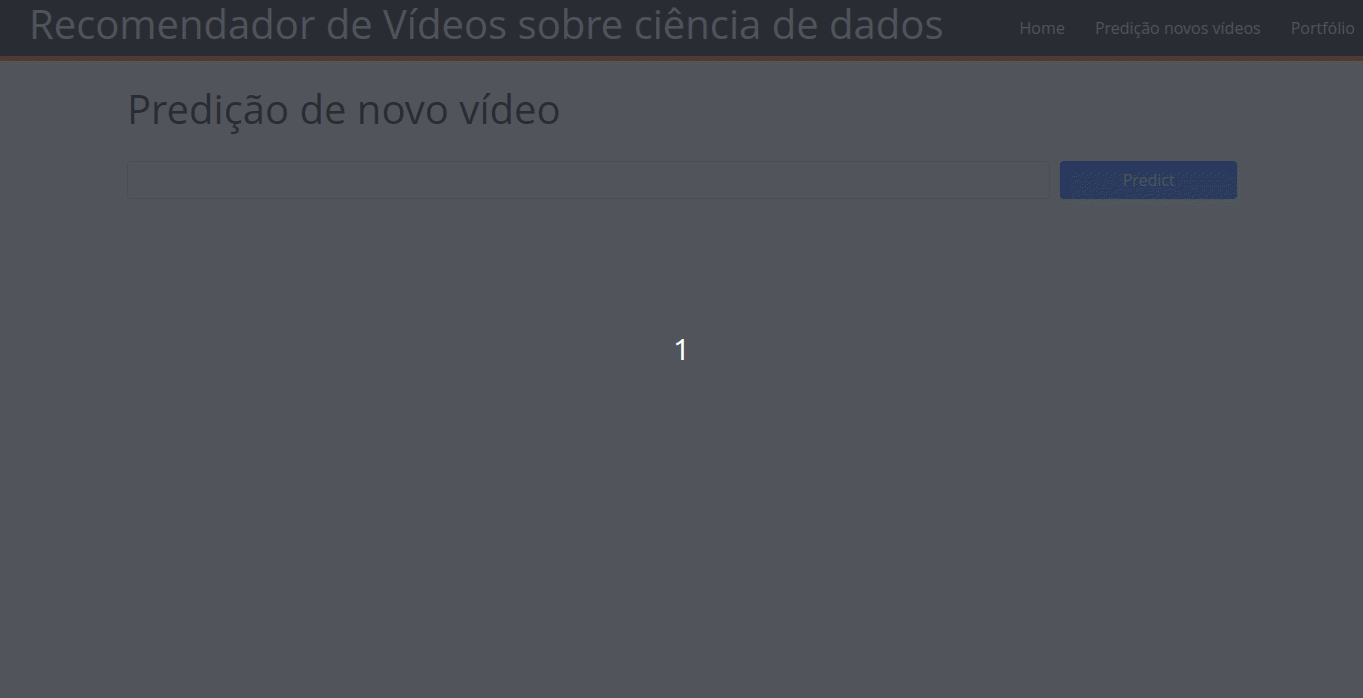 Recomendador de Vídeos sobre ciência de dados
Home Predição novos vídeos Portfólio
Predição de novo vídeo
Predict
1